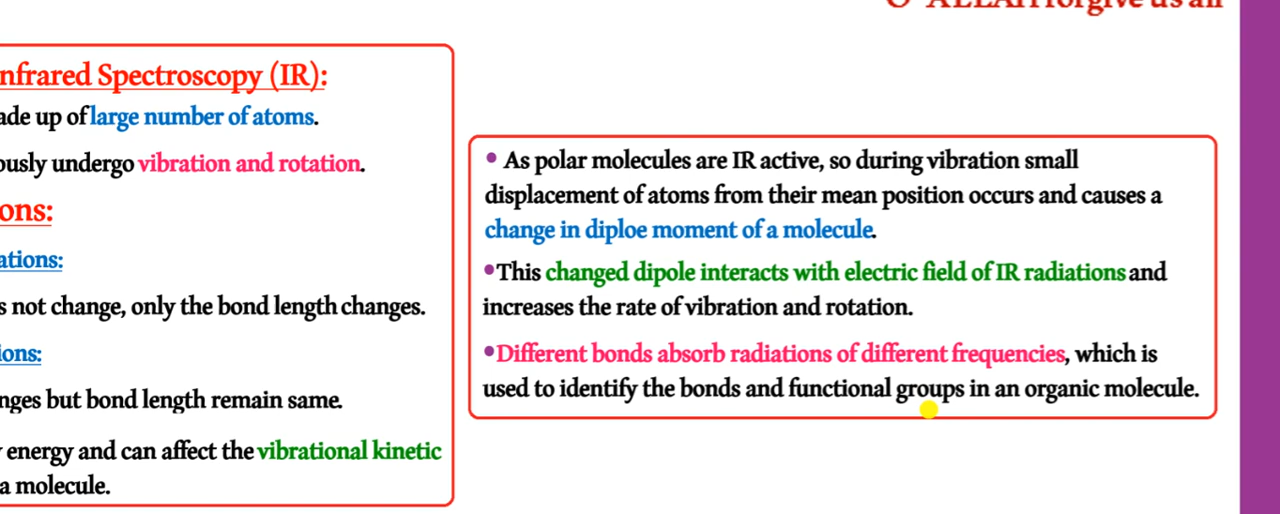 O ALLAH forgive us all
nfrared Spectroscopy (IR):
ade up of large number of atoms.
ously undergo vibration and rotation.
ons:
ations:
s not change, only the bond length changes.
ions:
nges but bond length remain same.
energy and can affect the vibrational kinetic
a molecule.
• As polar molecules are IR active, so during vibration small
displacement of atoms from their mean position occurs and causes a
change in diploe moment of a molecule.
•This changed dipole interacts with electric field of IR radiations and
increases the rate of vibration and rotation.
•Different bonds absorb radiations of different frequencies, which is
used to identify the bonds and functional groups in an organic molecule.